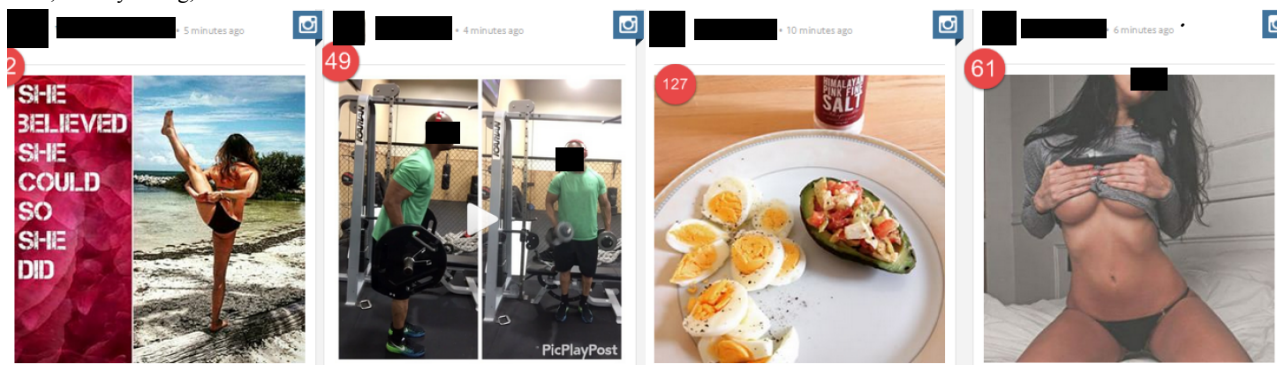 • 5 minutes ago
• 4 minutes ago
• 10 minutes ago
• 6 minutes ago
2
49
127
61
SHE
BELIEVED
SHE
COULD
SO
SHE
DID
PicPlayPost
HIMALAYAN
PINK FINE
SALT